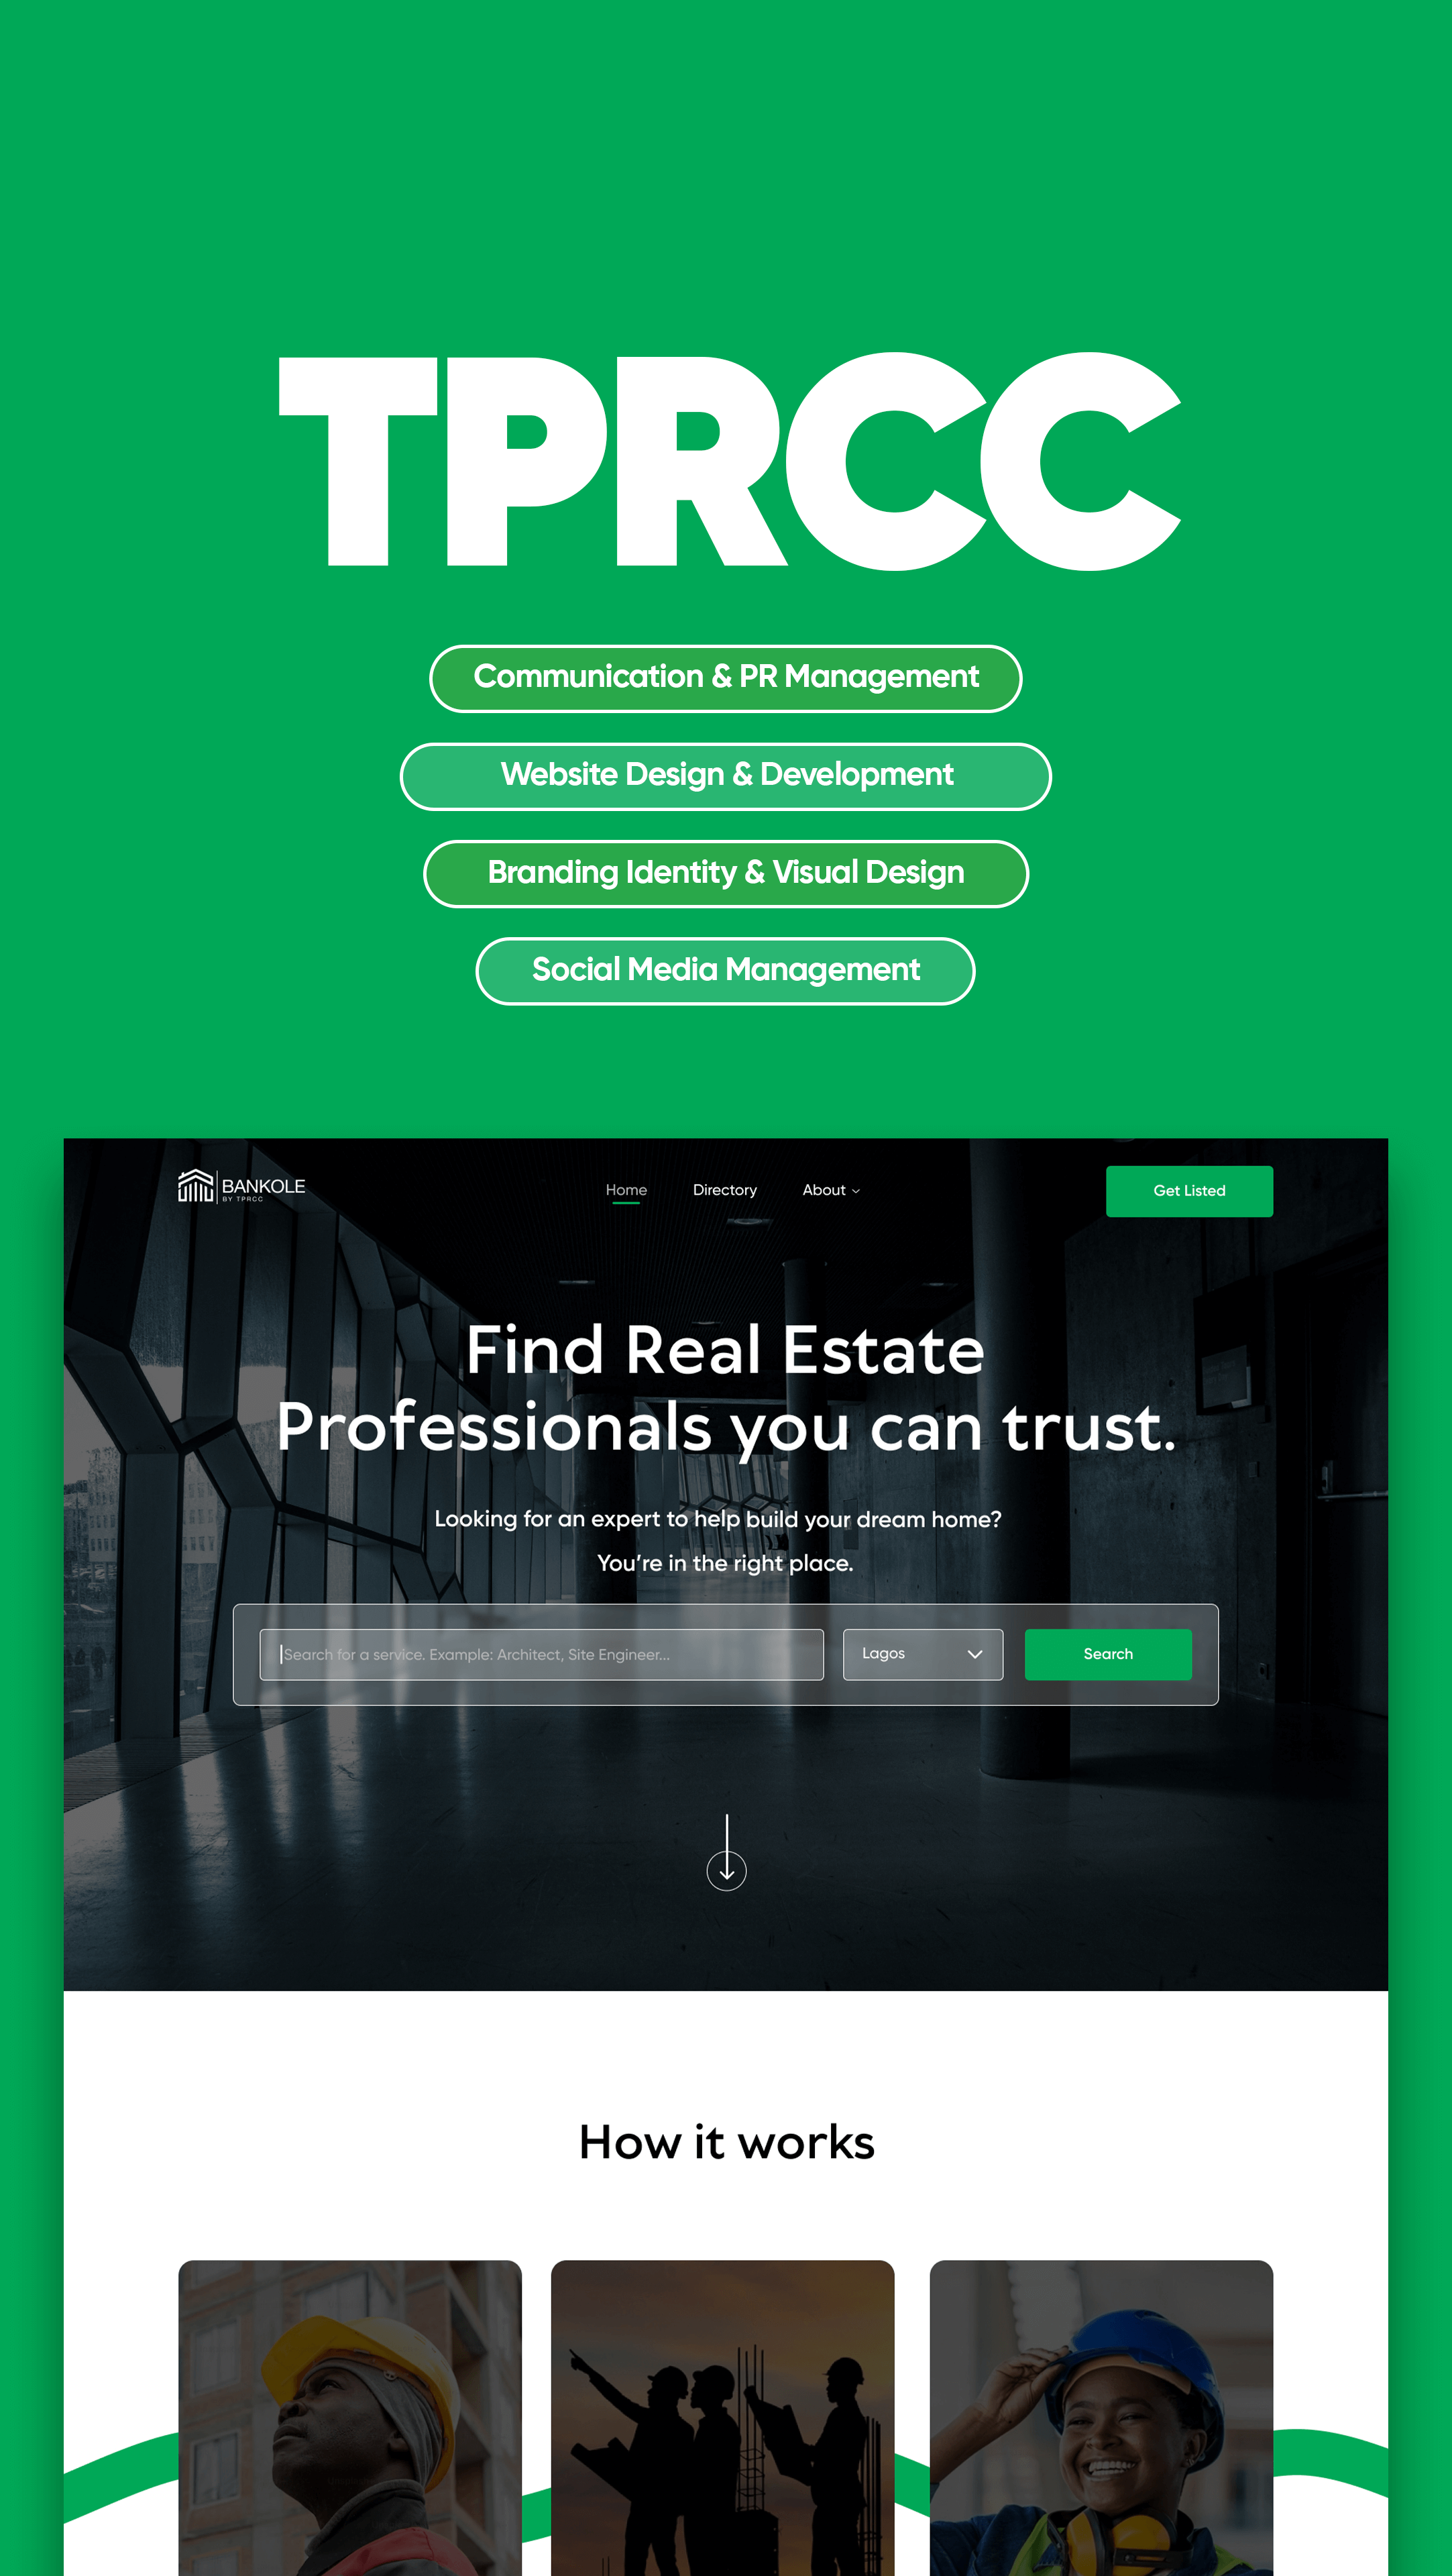 TPRCC
Communication & PR Management
Website Design & Development
Branding Identity & Visual Design
Social Media Management
BANKOLE
BY TPRCC
Home
Directory
About
Get Listed
Find Real Estate
Professionals you can trust.
Looking for an expert to help build your dream home?
You’re in the right place.
Search for a service. Example: Architect, Site Engineer...
Lagos
Search
How it works